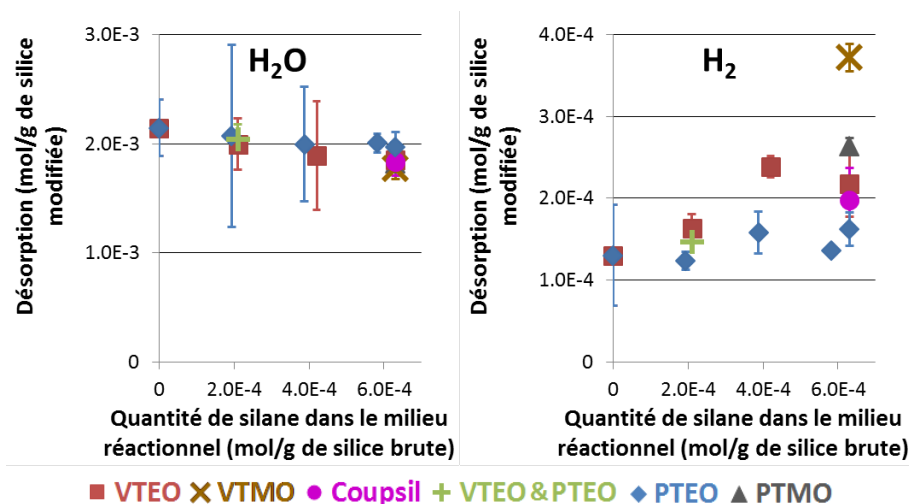 H₂O
Désorption (mol/g de silice
modifiée)
3.0E-3
2.0E-3
1.0E-3
0
0 2.0E-4 4.0E-4 6.0E-4
Quantité de silane dans le milieu
réactionnel (mol/g de silice brute)
H₂
Désorption (mol/g de silice
modifiée)
4.0E-4
3.0E-4
2.0E-4
1.0E-4
0
0 2.0E-4 4.0E-4 6.0E-4
Quantité de silane dans le milieu
réactionnel (mol/g de silice brute)
VTEO VTMO Coupsil VTEO & PTEO PTEO PTMO